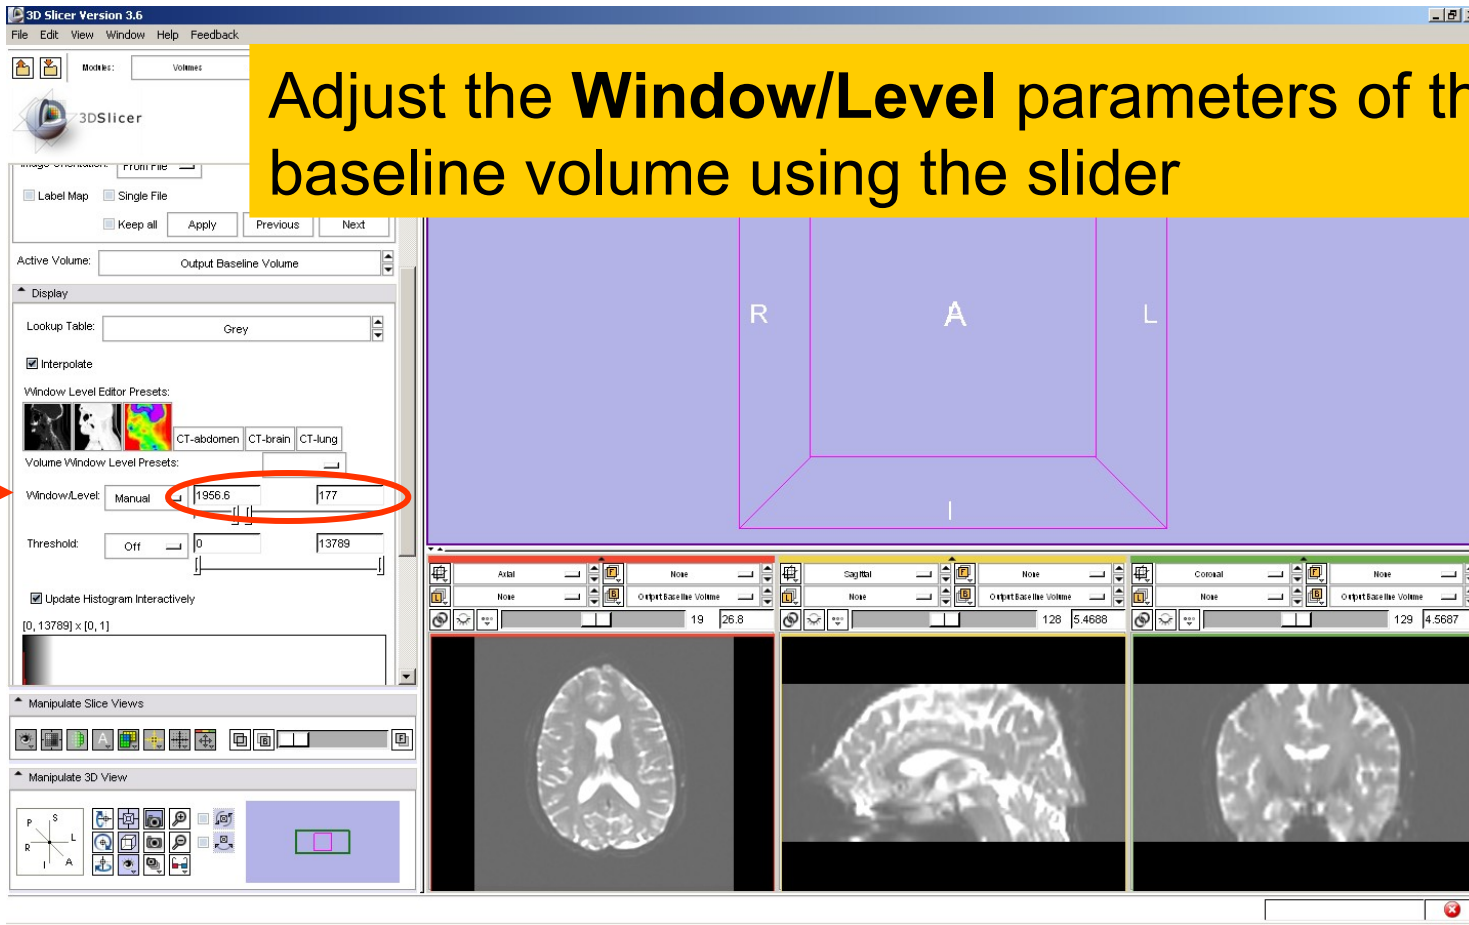 3D Slicer Version 3.6
File Edit View Window Help Feedback
Modules: Volumes
Adjust the Window/Level parameters of th
baseline volume using the slider
3DSlicer
Image Orientation: From File
Label Map Single File
Keep all Apply Previous Next
Active Volume: Output Baseline Volume
Display
Lookup Table: Grey
Interpolate
Window Level Editor Presets:
CT-abdomen CT-brain CT-lung
Volume Window Level Presets:
Window/Level: Manual 1956.6 177
Threshold: Off 0 13789
Update Histogram Interactively
[0, 13789] x [0, 1]
Manipulate Slice Views
Manipulate 3D View
P S L R I A
R A L
I
Axial F None
L None B Output Baseline Volume
19 26.8
Sagittal F None
L None B Output Baseline Volume
128 5.4688
Coronal F None
L None B Output Baseline Volume
129 4.5687